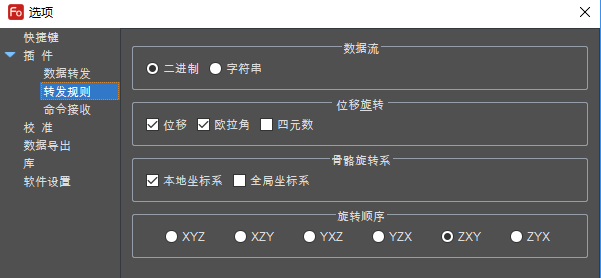 Fo 选项
快捷键
插 件
数据转发
转发规则
命令接收
校 准
数据导出
库
软件设置
数据流
二进制 字符串
位移旋转
位移 欧拉角 四元数
骨骼旋转系
本地坐标系 全局坐标系
旋转顺序
XYZ XZY YXZ YZX ZXY ZYX